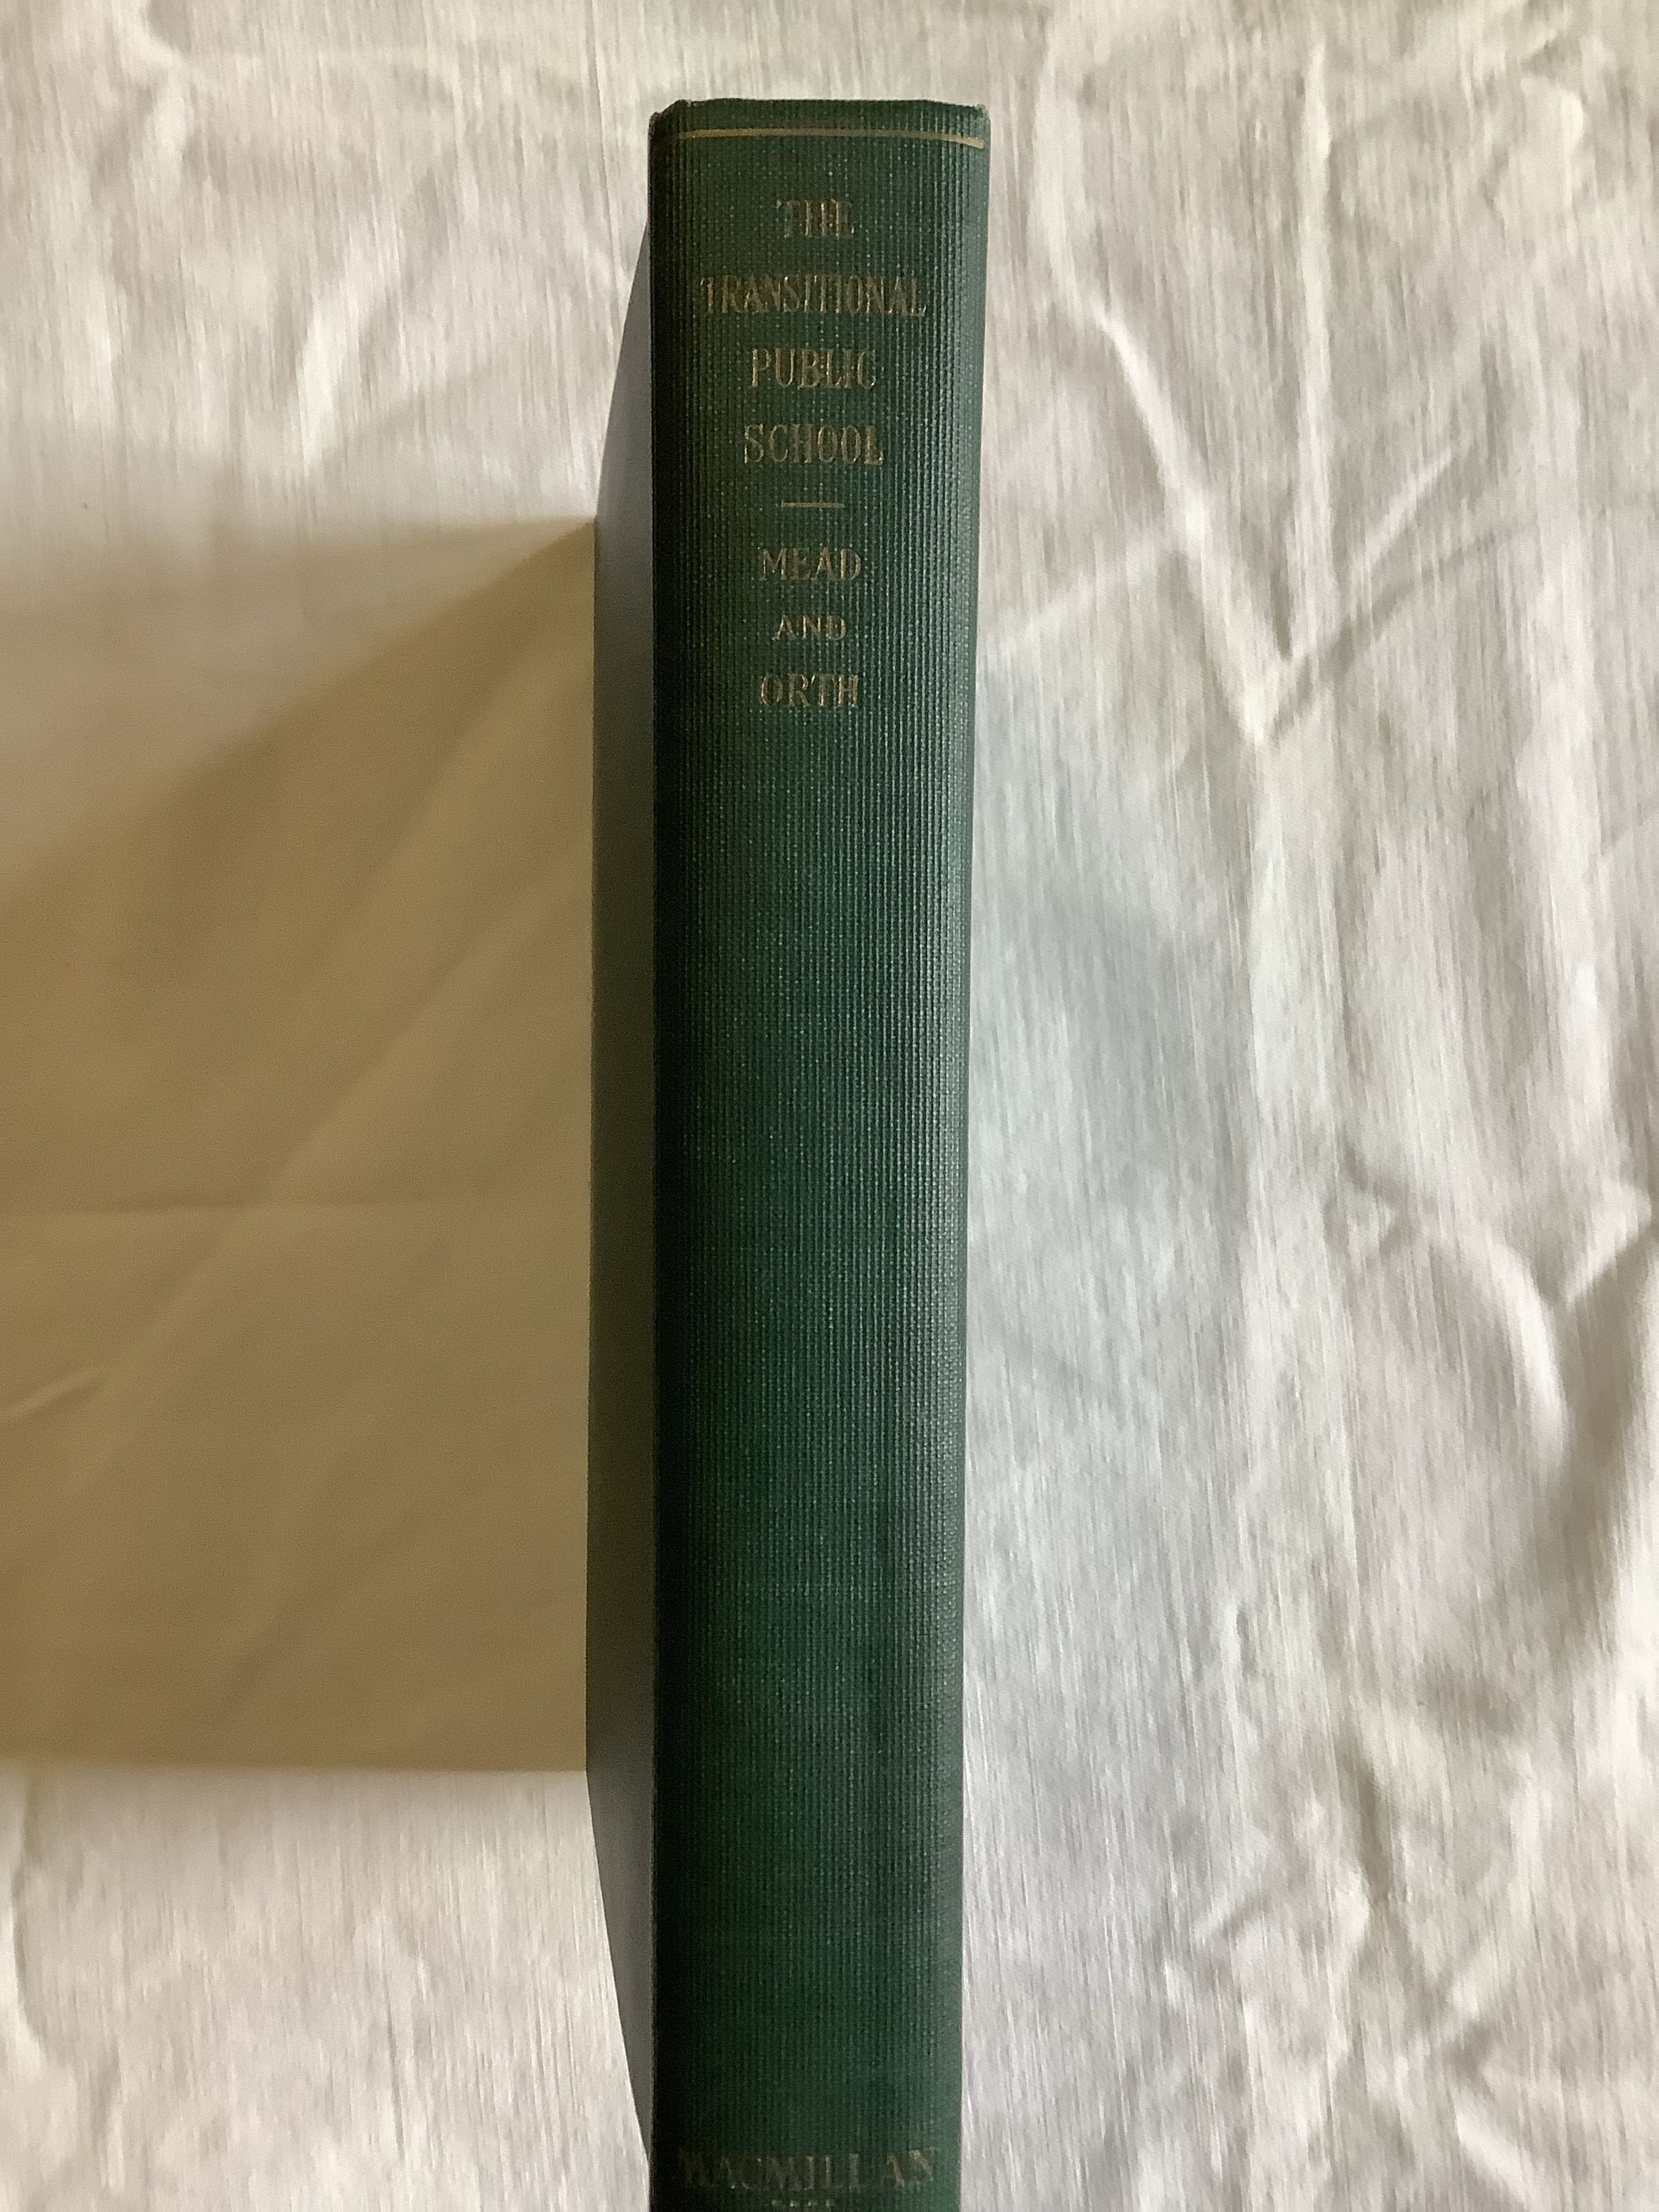 THE
TRANSITIONAL
PUBLIC
SCHOOL
MEAD
AND
ORTH
MACMILLAN